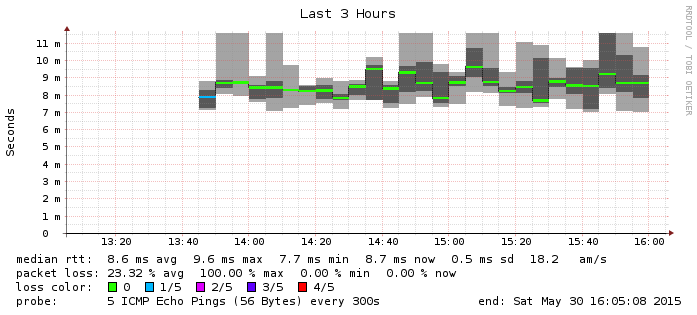 Last 3 Hours
RRDTOOL / TOBI OETIKER
Seconds
11 m
10 m
9 m
8 m
7 m
6 m
5 m
4 m
3 m
2 m
1 m
0
13:20 13:40 14:00 14:20 14:40 15:00 15:20 15:40 16:00
median rtt: 8.6 ms avg 9.6 ms max 7.7 ms min 8.7 ms now 0.5 ms sd 18.2 am/s
packet loss: 23.32 % avg 100.00 % max 0.00 % min 0.00 % now
loss color: 0 1/5 2/5 3/5 4/5
probe: 5 ICMP Echo Pings (56 Bytes) every 300s end: Sat May 30 16:05:08 2015